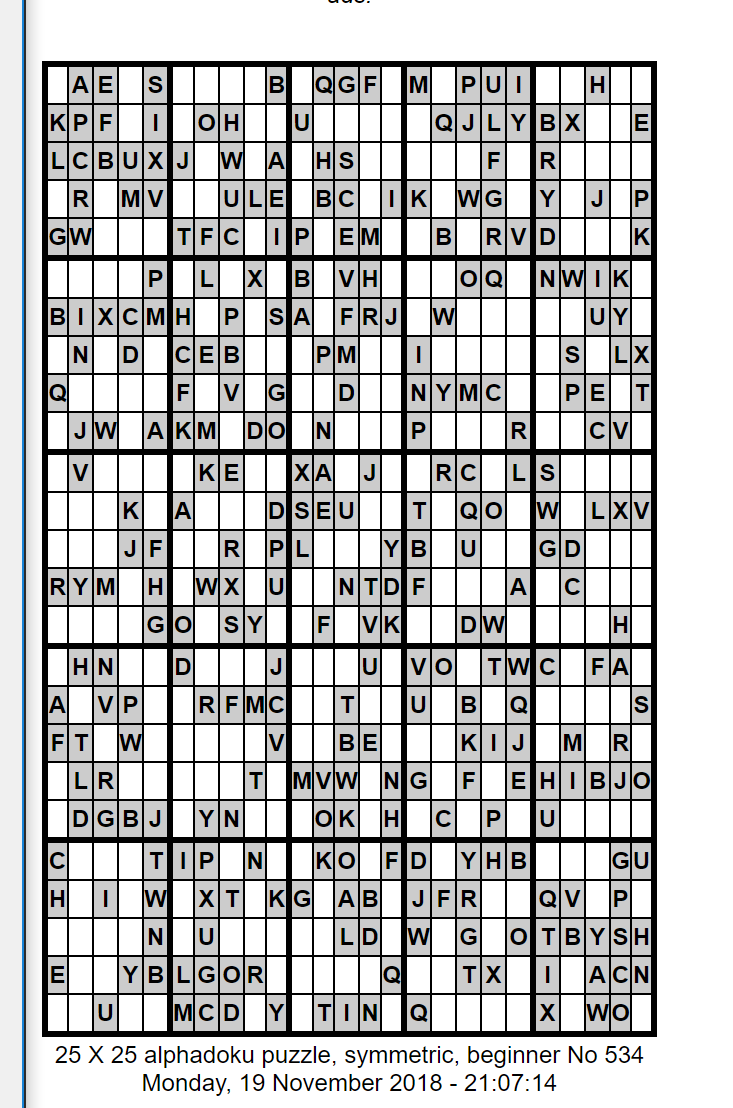 A E S B Q G F M P U I H
K P F I O H U Q J L Y B X E
L C B U X J W A H S F R
R M V U L E B C I K W G Y J P
G W T F C I P E M B R V D K
P L X B V H O Q N W I K
B I X C M H P S A F R J W U Y
N D C E B P M I S L X
Q F V G D N Y M C P E T
J W A K M D O N P R C V
V K E X A J R C L S
K A D S E U T Q O W L X V
J F R P L Y B U G D
R Y M H W X U N T D F A C
G O S Y F V K D W H
H N D J U V O T W C F A
A V P R F M C T U B Q S
F T W V B E K I J M R
L R T M V W N G F E H I B J O
D G B J Y N O K H C P U
C T I P N K O F D Y H B G U
H I W X T K G A B J F R Q V P
N U L D W G O T B Y S H
E Y B L G O R Q T X I A C N
U M C D Y T I N Q X W O
25 X 25 alphadoku puzzle, symmetric, beginner No 534
Monday, 19 November 2018 - 21:07:14